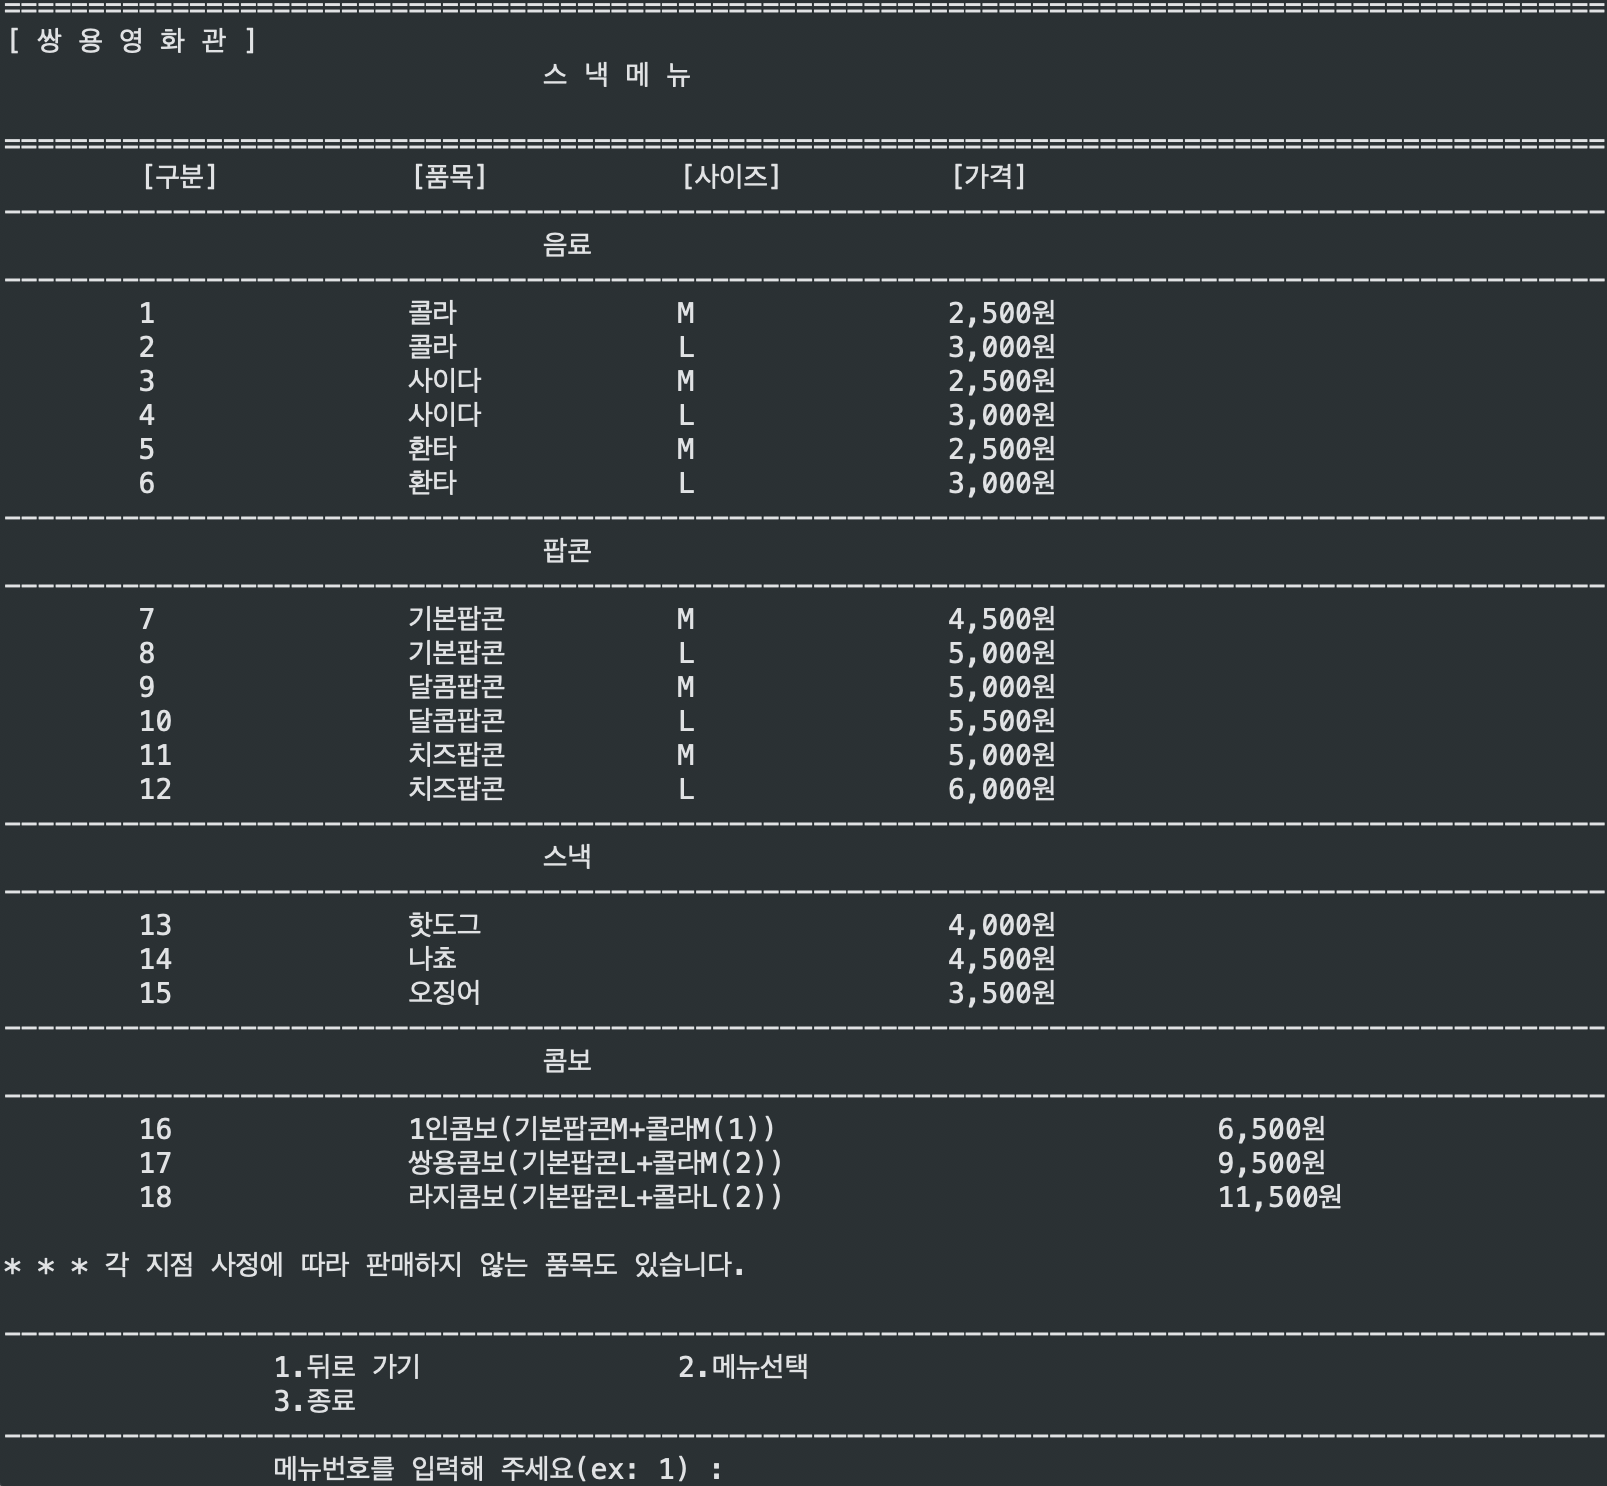 [ 쌍 용 영 화 관 ]
스 낵 메 뉴
[구분] [품목] [사이즈] [가격]
음료
1 콜라 M 2,500원
2 콜라 L 3,000원
3 사이다 M 2,500원
4 사이다 L 3,000원
5 환타 M 2,500원
6 환타 L 3,000원
팝콘
7 기본팝콘 M 4,500원
8 기본팝콘 L 5,000원
9 달콤팝콘 M 5,000원
10 달콤팝콘 L 5,500원
11 치즈팝콘 M 5,000원
12 치즈팝콘 L 6,000원
스낵
13 핫도그 4,000원
14 나쵸 4,500원
15 오징어 3,500원
콤보
16 1인콤보(기본팝콘M+콜라M(1)) 6,500원
17 쌍용콤보(기본팝콘L+콜라M(2)) 9,500원
18 라지콤보(기본팝콘L+콜라L(2)) 11,500원
* * * 각 지점 사정에 따라 판매하지 않는 품목도 있습니다.
1.뒤로 가기 2.메뉴선택
3.종료
메뉴번호를 입력해 주세요(ex: 1) :